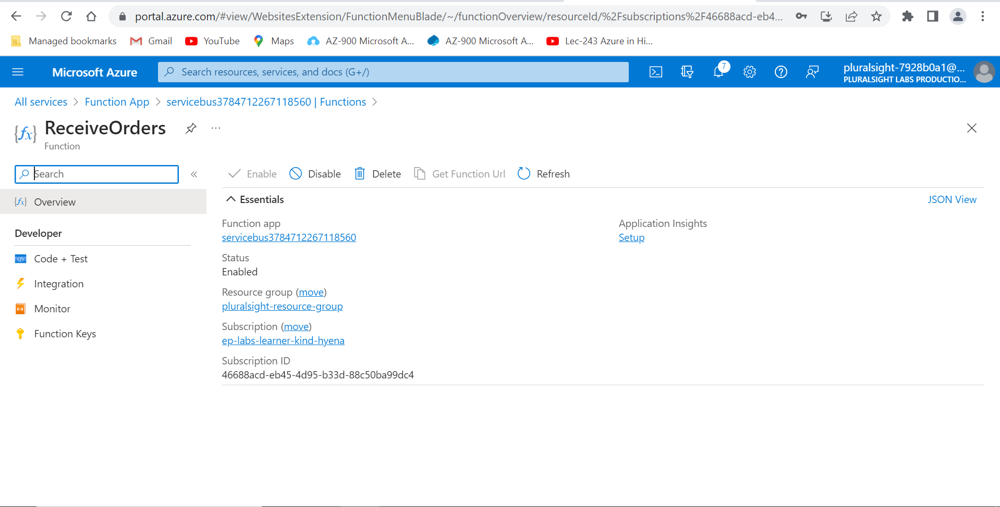 portal.azure.com/#view/WebsitesExtension/FunctionMenuBlade/~/functionOverview/resourceId/%2Fsubscriptions%2F46688acd-eb4...
Managed bookmarks Gmail YouTube Maps AZ-900 Microsoft A... AZ-900 Microsoft A... Lec-243 Azure in Hi...
Microsoft Azure Search resources, services, and docs (G+/) 7 pluralsight-7928b0a1@...
PLURALSIGHT LABS PRODUCTIO...
All services > Function App > servicebus3784712267118560 | Functions >
{fx} ReceiveOrders ...
Function
Search « Enable Disable Delete Get Function Url Refresh
{fx} Overview
Essentials JSON View
Function app Application Insights
servicebus3784712267118560 Setup
Developer
Code + Test
Integration
Monitor
Function Keys
Status
Enabled
Resource group (move)
pluralsight-resource-group
Subscription (move)
ep-labs-learner-kind-hyena
Subscription ID
46688acd-eb45-4d95-b33d-88c50ba99dc4